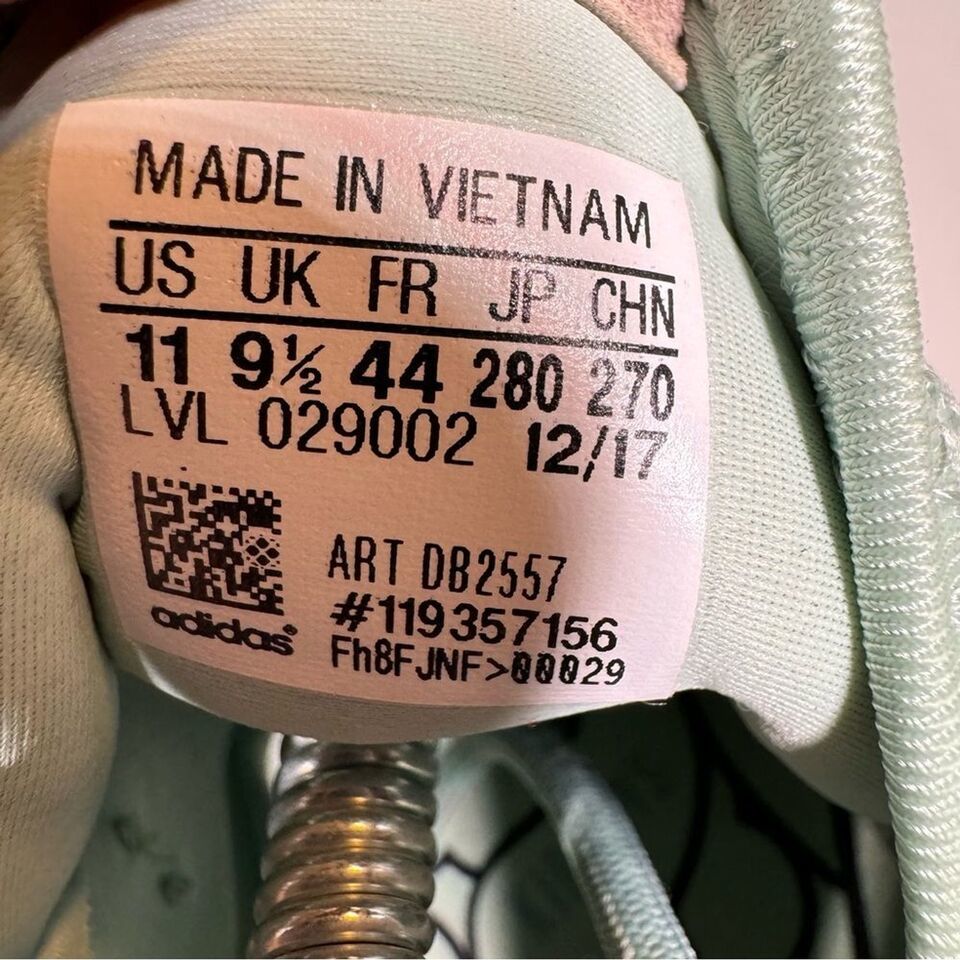 MADE IN VIETNAM
US UK FR JP CHN
11 9½ 44 280 270
LVL 029002 12/17
ART DB2557
#119357156
Fh8FJNF>00029
adidas®